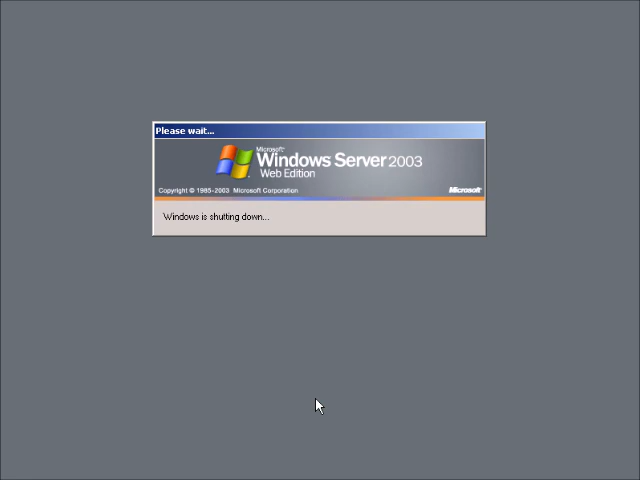 Please wait...
Microsoft®
Windows Server 2003
Web Edition
Copyright © 1985-2003 Microsoft Corporation
Microsoft®
Windows is shutting down...